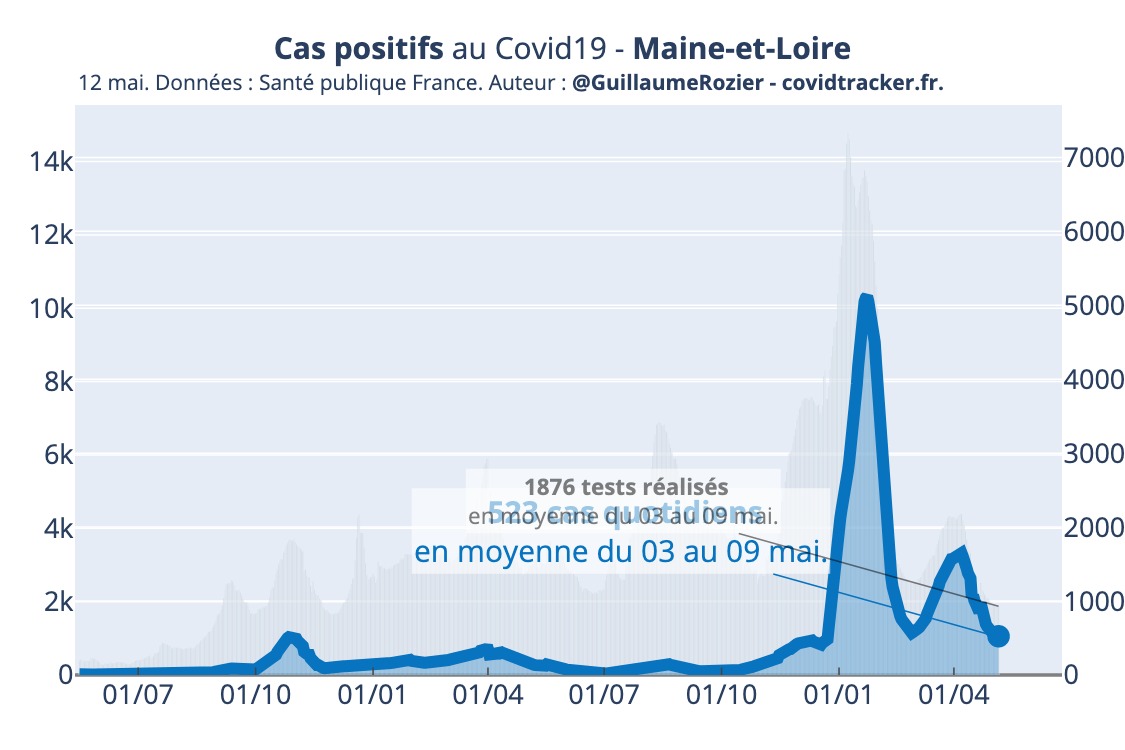 Cas positifs au Covid19 - Maine-et-Loire
12 mai. Données : Santé publique France. Auteur : @GuillaumeRozier - covidtracker.fr.
14k
12k
10k
8k
6k
4k
2k
0
7000
6000
5000
4000
3000
2000
1000
0
1876 tests réalisés
en moyenne du 03 au 09 mai.
523 cas quotidiens
en moyenne du 03 au 09 mai.
01/07 01/10 01/01 01/04 01/07 01/10 01/01 01/04